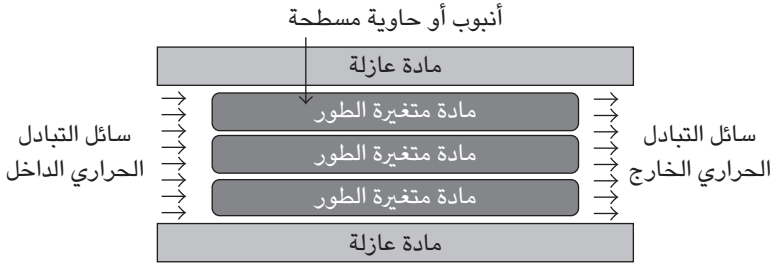 أنبوب أو حاوية مسطحة
مادة عازلة
مادة متغيرة الطور
سائل التبادل
الحراري الداخل
مادة متغيرة الطور
سائل التبادل
الحراري الخارج
مادة متغيرة الطور
مادة عازلة